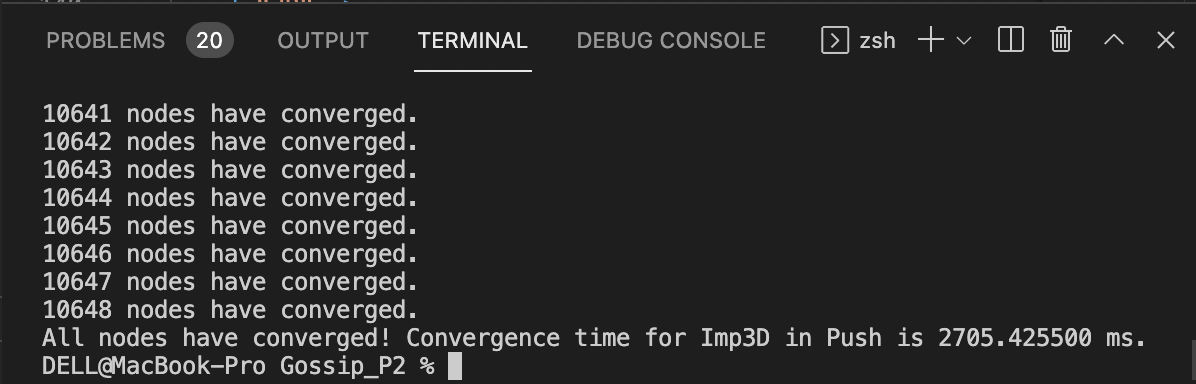 PROBLEMS 20 OUTPUT TERMINAL DEBUG CONSOLE zsh
10641 nodes have converged.
10642 nodes have converged.
10643 nodes have converged.
10644 nodes have converged.
10645 nodes have converged.
10646 nodes have converged.
10647 nodes have converged.
10648 nodes have converged.
All nodes have converged! Convergence time for Imp3D in Push is 2705.425500 ms.
DELL@MacBook-Pro Gossip_P2 %